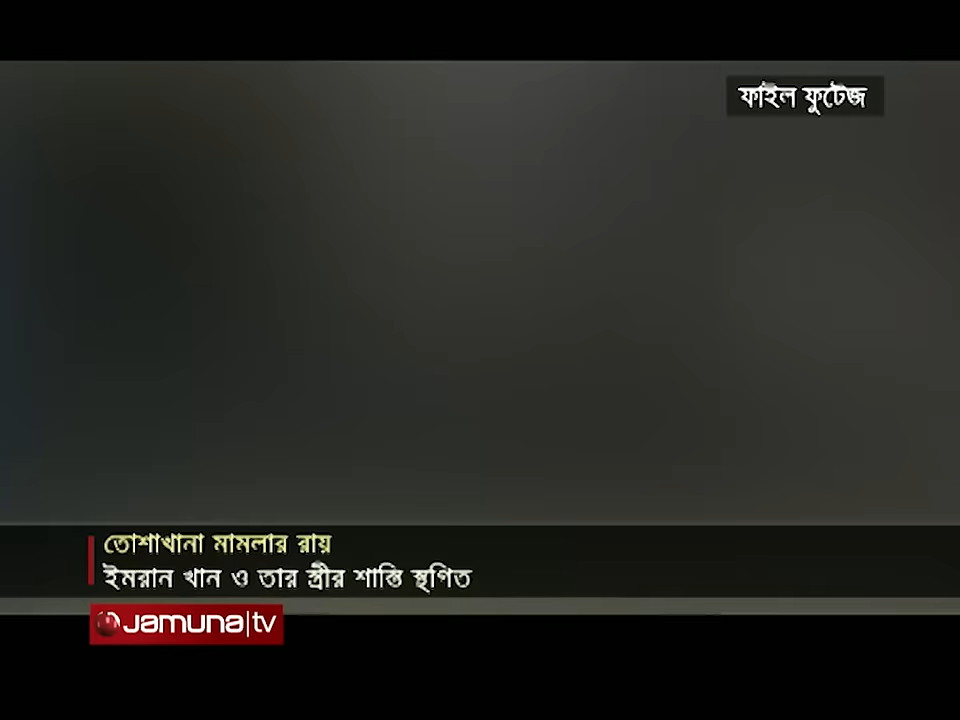 ফাইল ফুটেজ
তোশাখানা মামলার রায়
ইমরান খান ও তার স্ত্রীর শাস্তি স্থগিত
Jamuna|tv